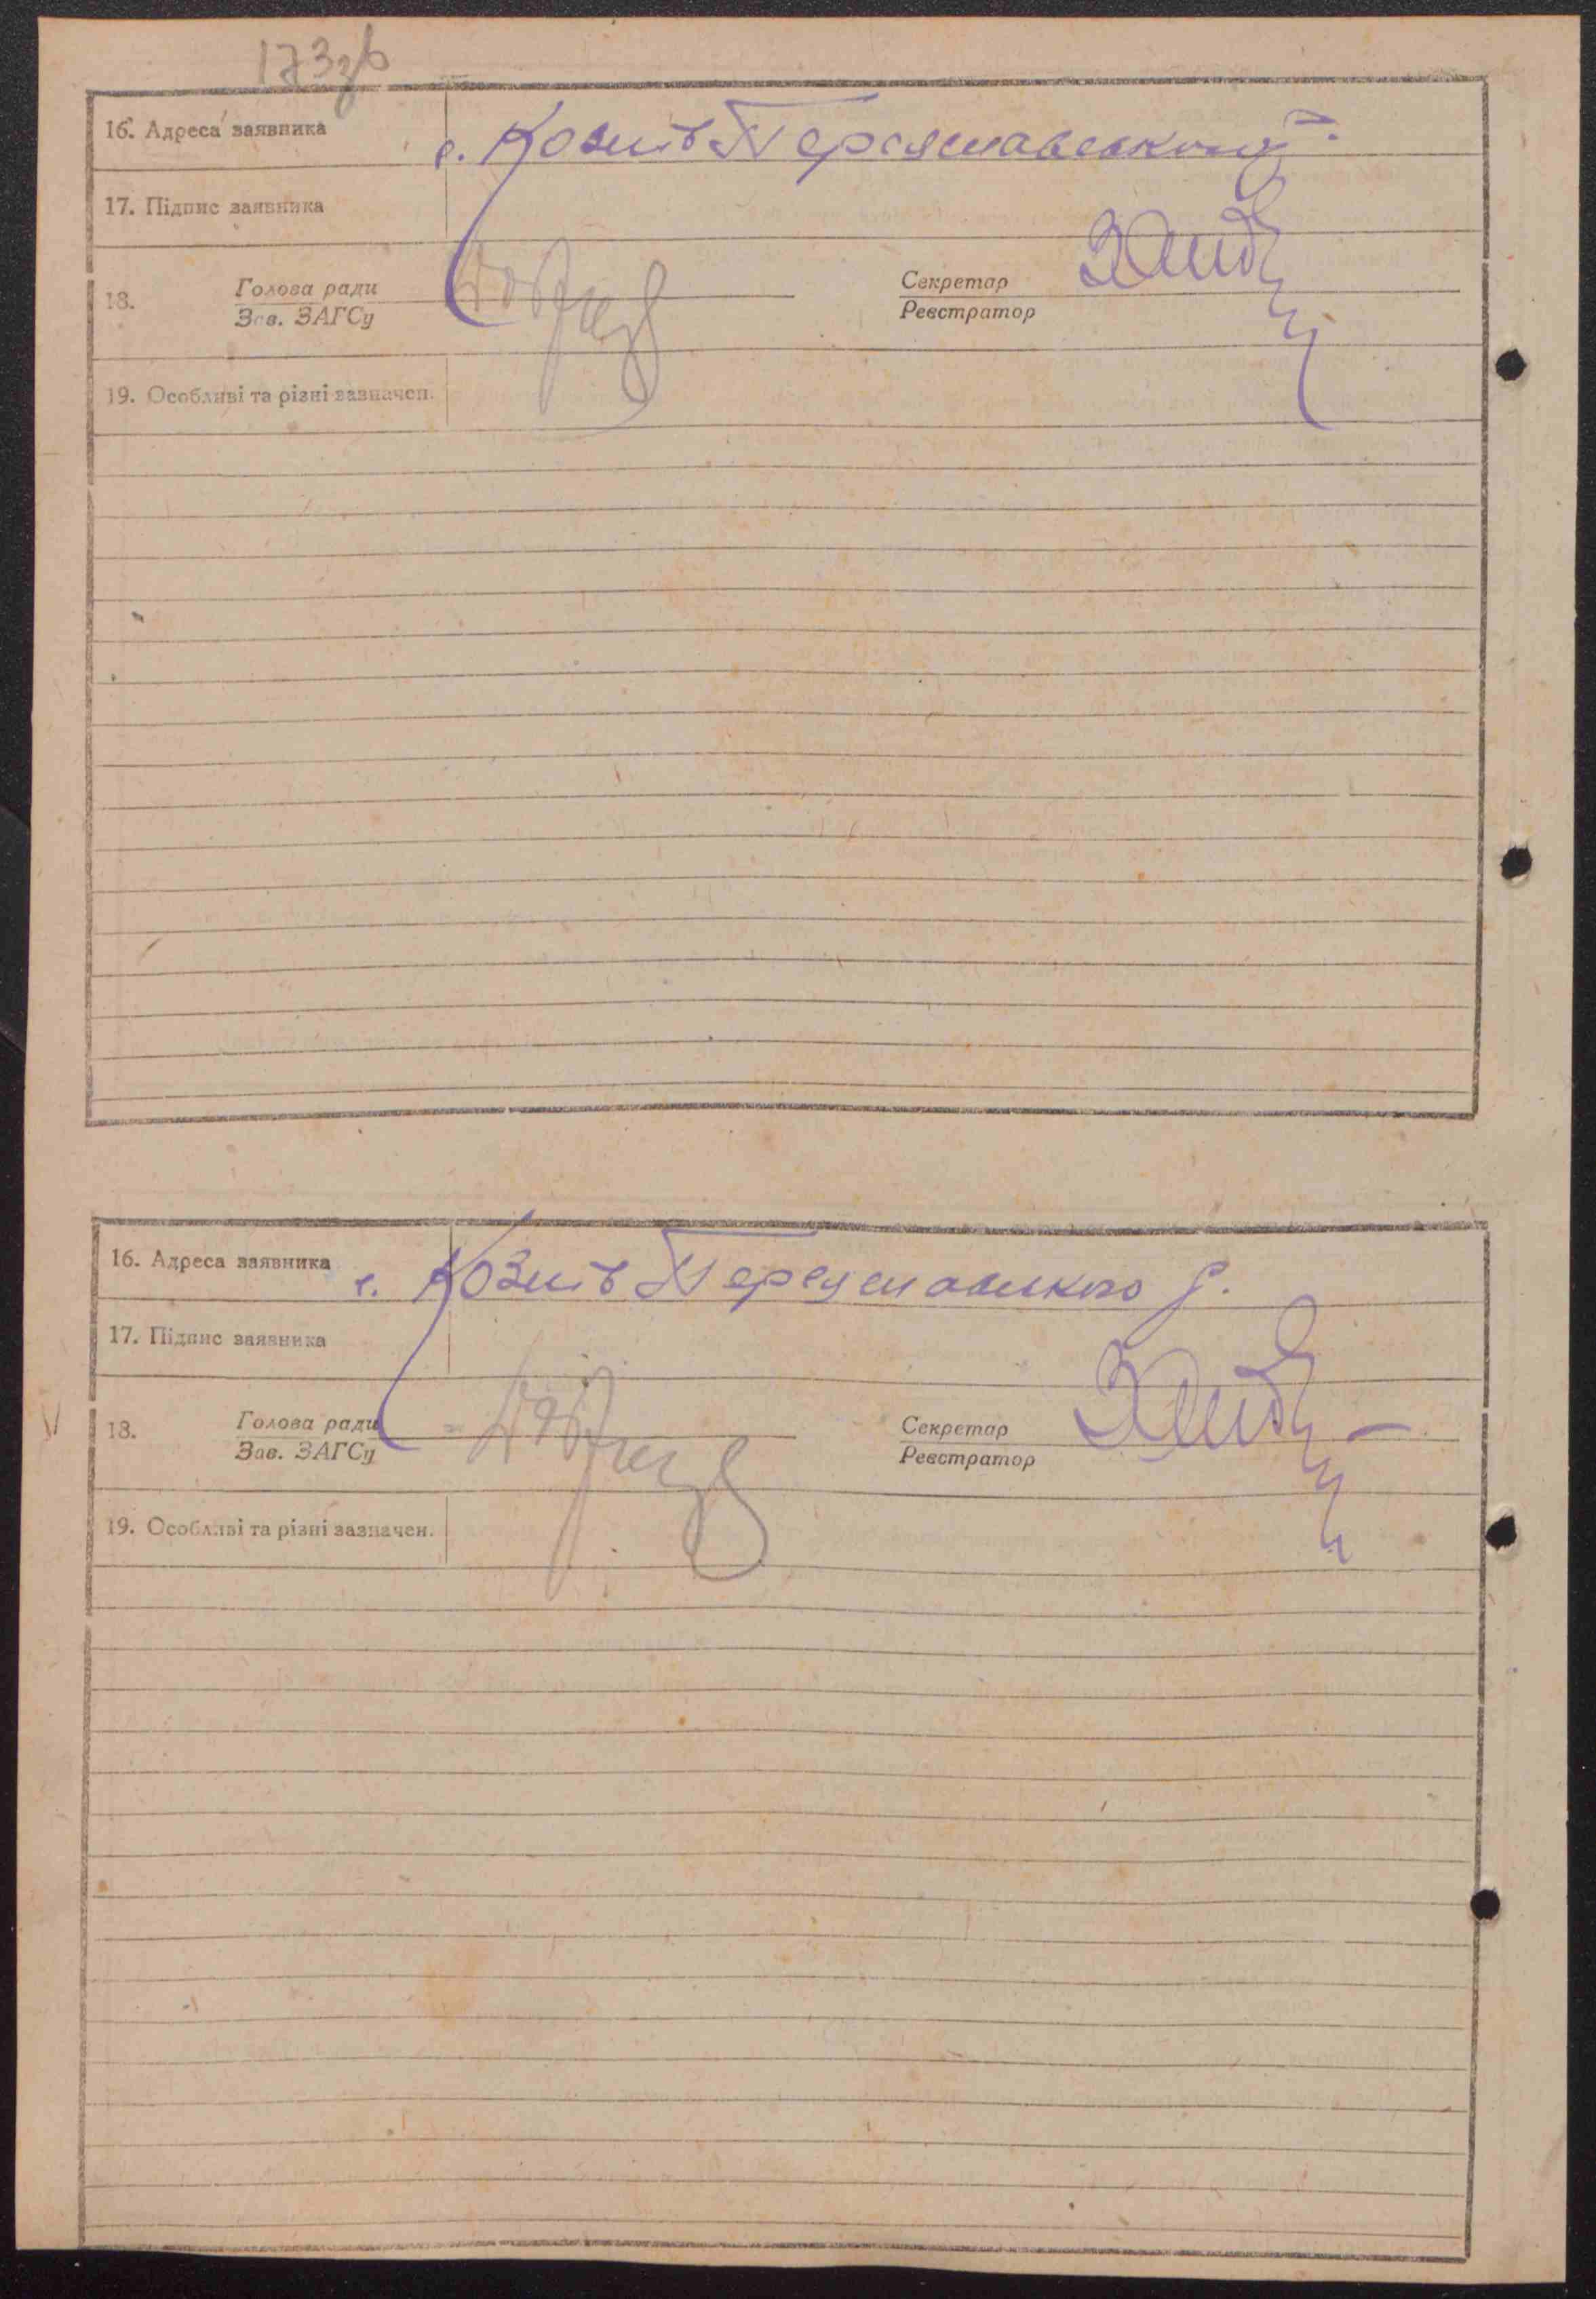 173зв
16. Адреса заявника с. Козлів Переяславського р.
17. Підпис заявника
18. Голова ради Секретар
Зав. ЗАГСу Реєстратор
19. Особливі та різні зазначен.
16. Адреса заявника с. Козлів Переяславського р.
17. Підпис заявника
18. Голова ради Секретар
Зав. ЗАГСу Реєстратор
19. Особливі та різні зазначен.